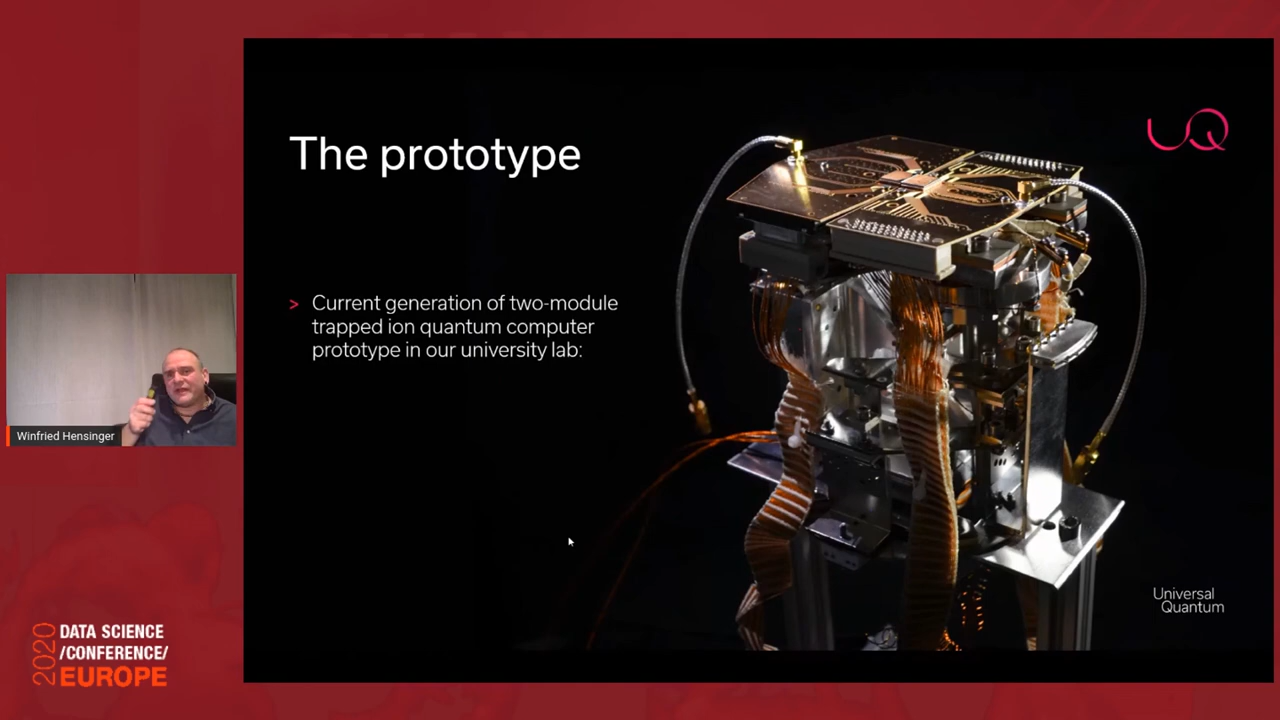 The prototype
UQ
> Current generation of two-module
trapped ion quantum computer
prototype in our university lab:
Winfried Hensinger
Universal
Quantum
2020
DATA SCIENCE
/CONFERENCE/
EUROPE